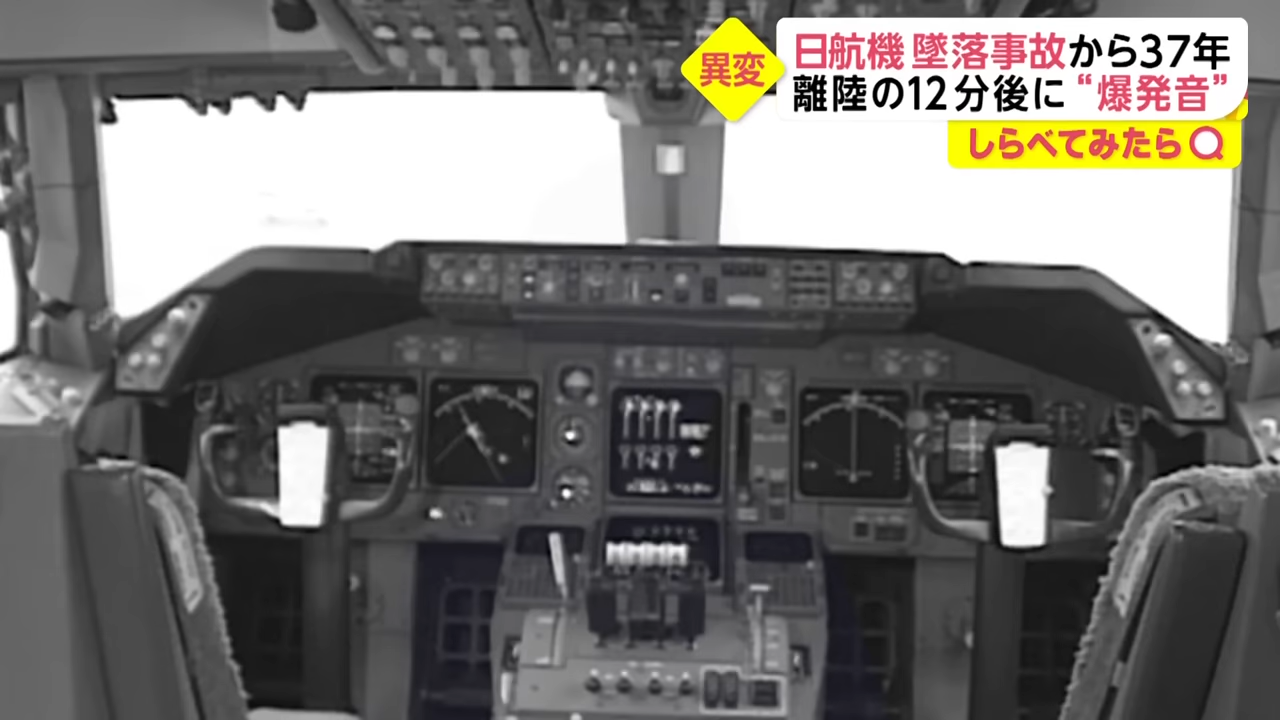 異変
日航機 墜落事故から37年
離陸の12分後に“爆発音”
しらべてみたら